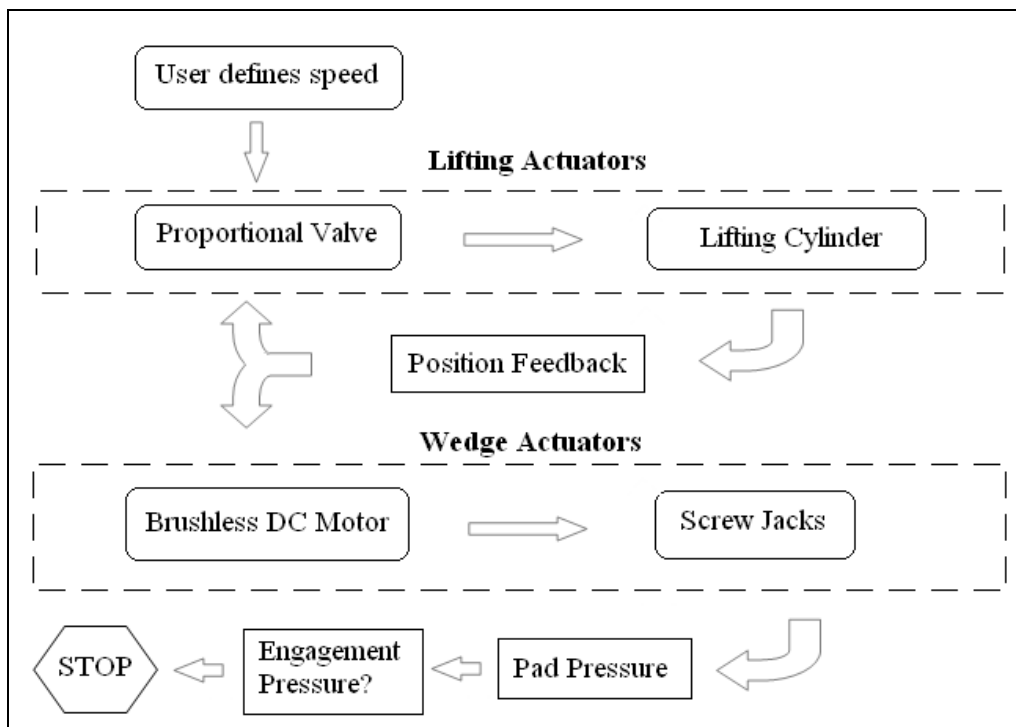 User defines speed
Lifting Actuators
Proportional Valve
Lifting Cylinder
Position Feedback
Wedge Actuators
Brushless DC Motor
Screw Jacks
STOP
Engagement
Pressure?
Pad Pressure